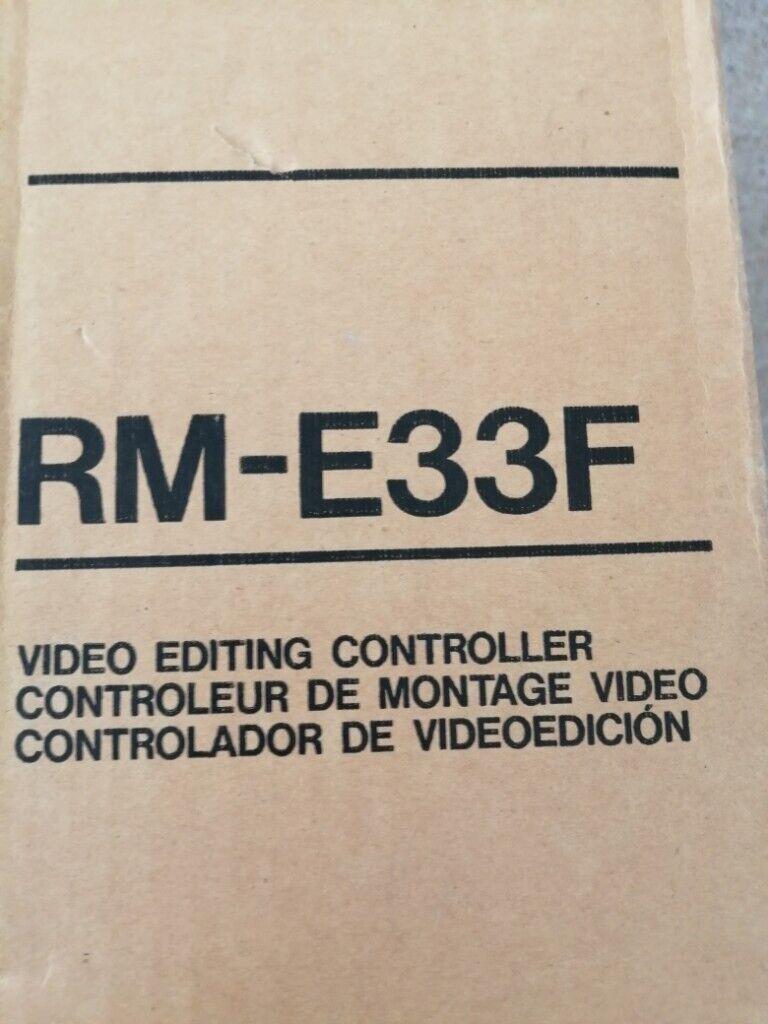 RM-E33F
VIDEO EDITING CONTROLLER
CONTROLEUR DE MONTAGE VIDEO
CONTROLADOR DE VIDEOEDICIÓN